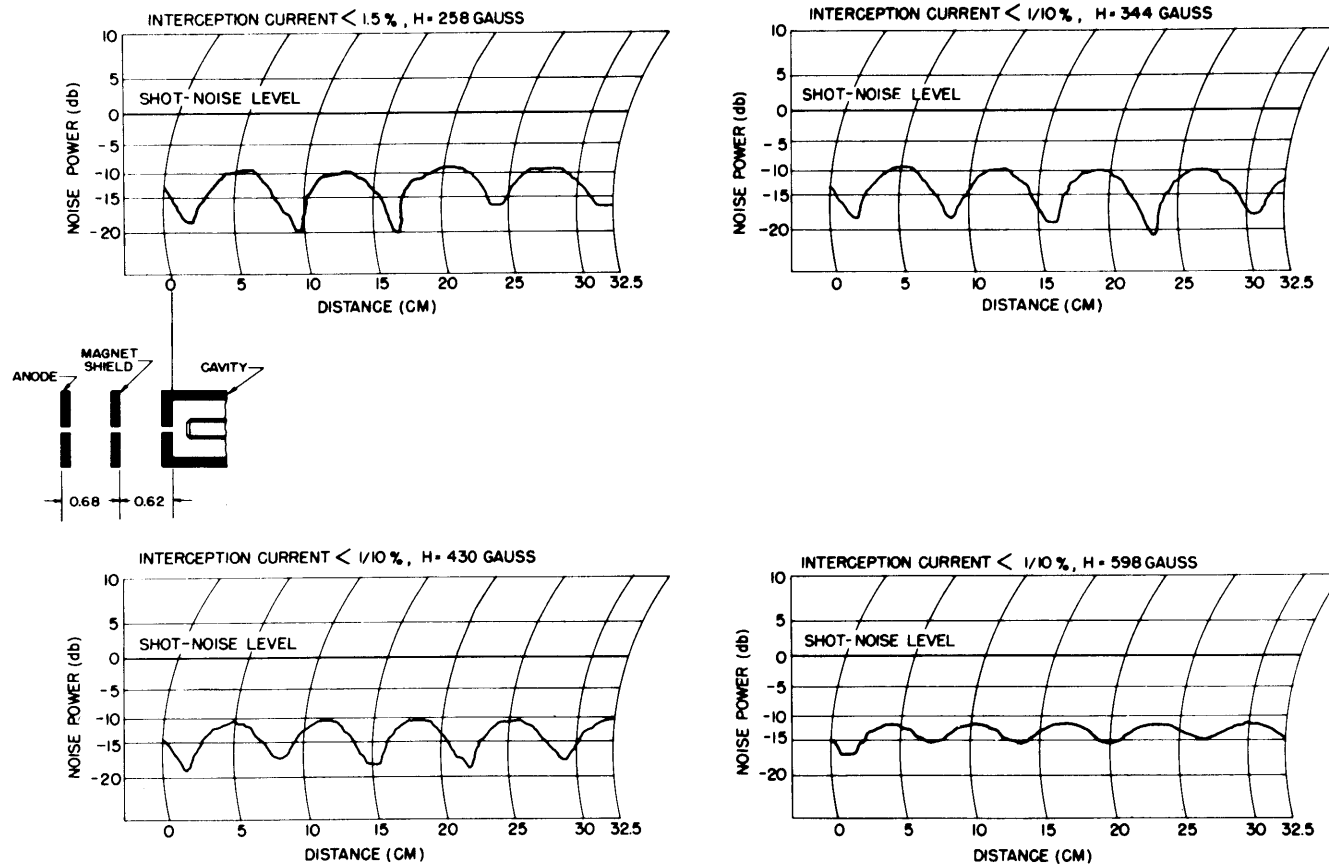 INTERCEPTION CURRENT < 1.5 %, H = 258 GAUSS
10
5
SHOT-NOISE LEVEL
0
-5
-10
-15
-20
NOISE POWER (db)
0 5 10 15 20 25 30 32.5
DISTANCE (CM)
INTERCEPTION CURRENT < 1/10 %, H = 344 GAUSS
10
5
SHOT-NOISE LEVEL
0
-5
-10
-15
-20
NOISE POWER (db)
0 5 10 15 20 25 30 32.5
DISTANCE (CM)
ANODE
MAGNET
SHIELD
CAVITY
0.68 0.62
INTERCEPTION CURRENT < 1/10 %, H = 430 GAUSS
10
5
SHOT-NOISE LEVEL
0
-5
-10
-15
-20
NOISE POWER (db)
0 5 10 15 20 25 30 32.5
DISTANCE (CM)
INTERCEPTION CURRENT < 1/10 %, H = 598 GAUSS
10
5
SHOT-NOISE LEVEL
0
-5
-10
-15
-20
NOISE POWER (db)
0 5 10 15 20 25 30 32.5
DISTANCE (CM)